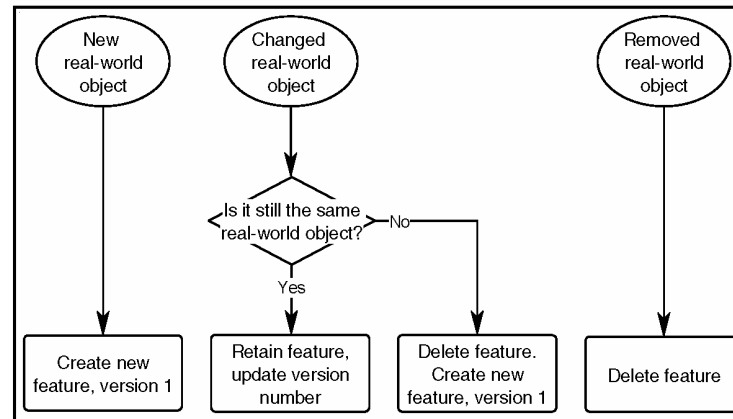 New
real-world
object
Changed
real-world
object
Removed
real-world
object
Is it still the same
real-world object?
No
Yes
Create new
feature, version 1
Retain feature,
update version
number
Delete feature.
Create new
feature, version 1
Delete feature